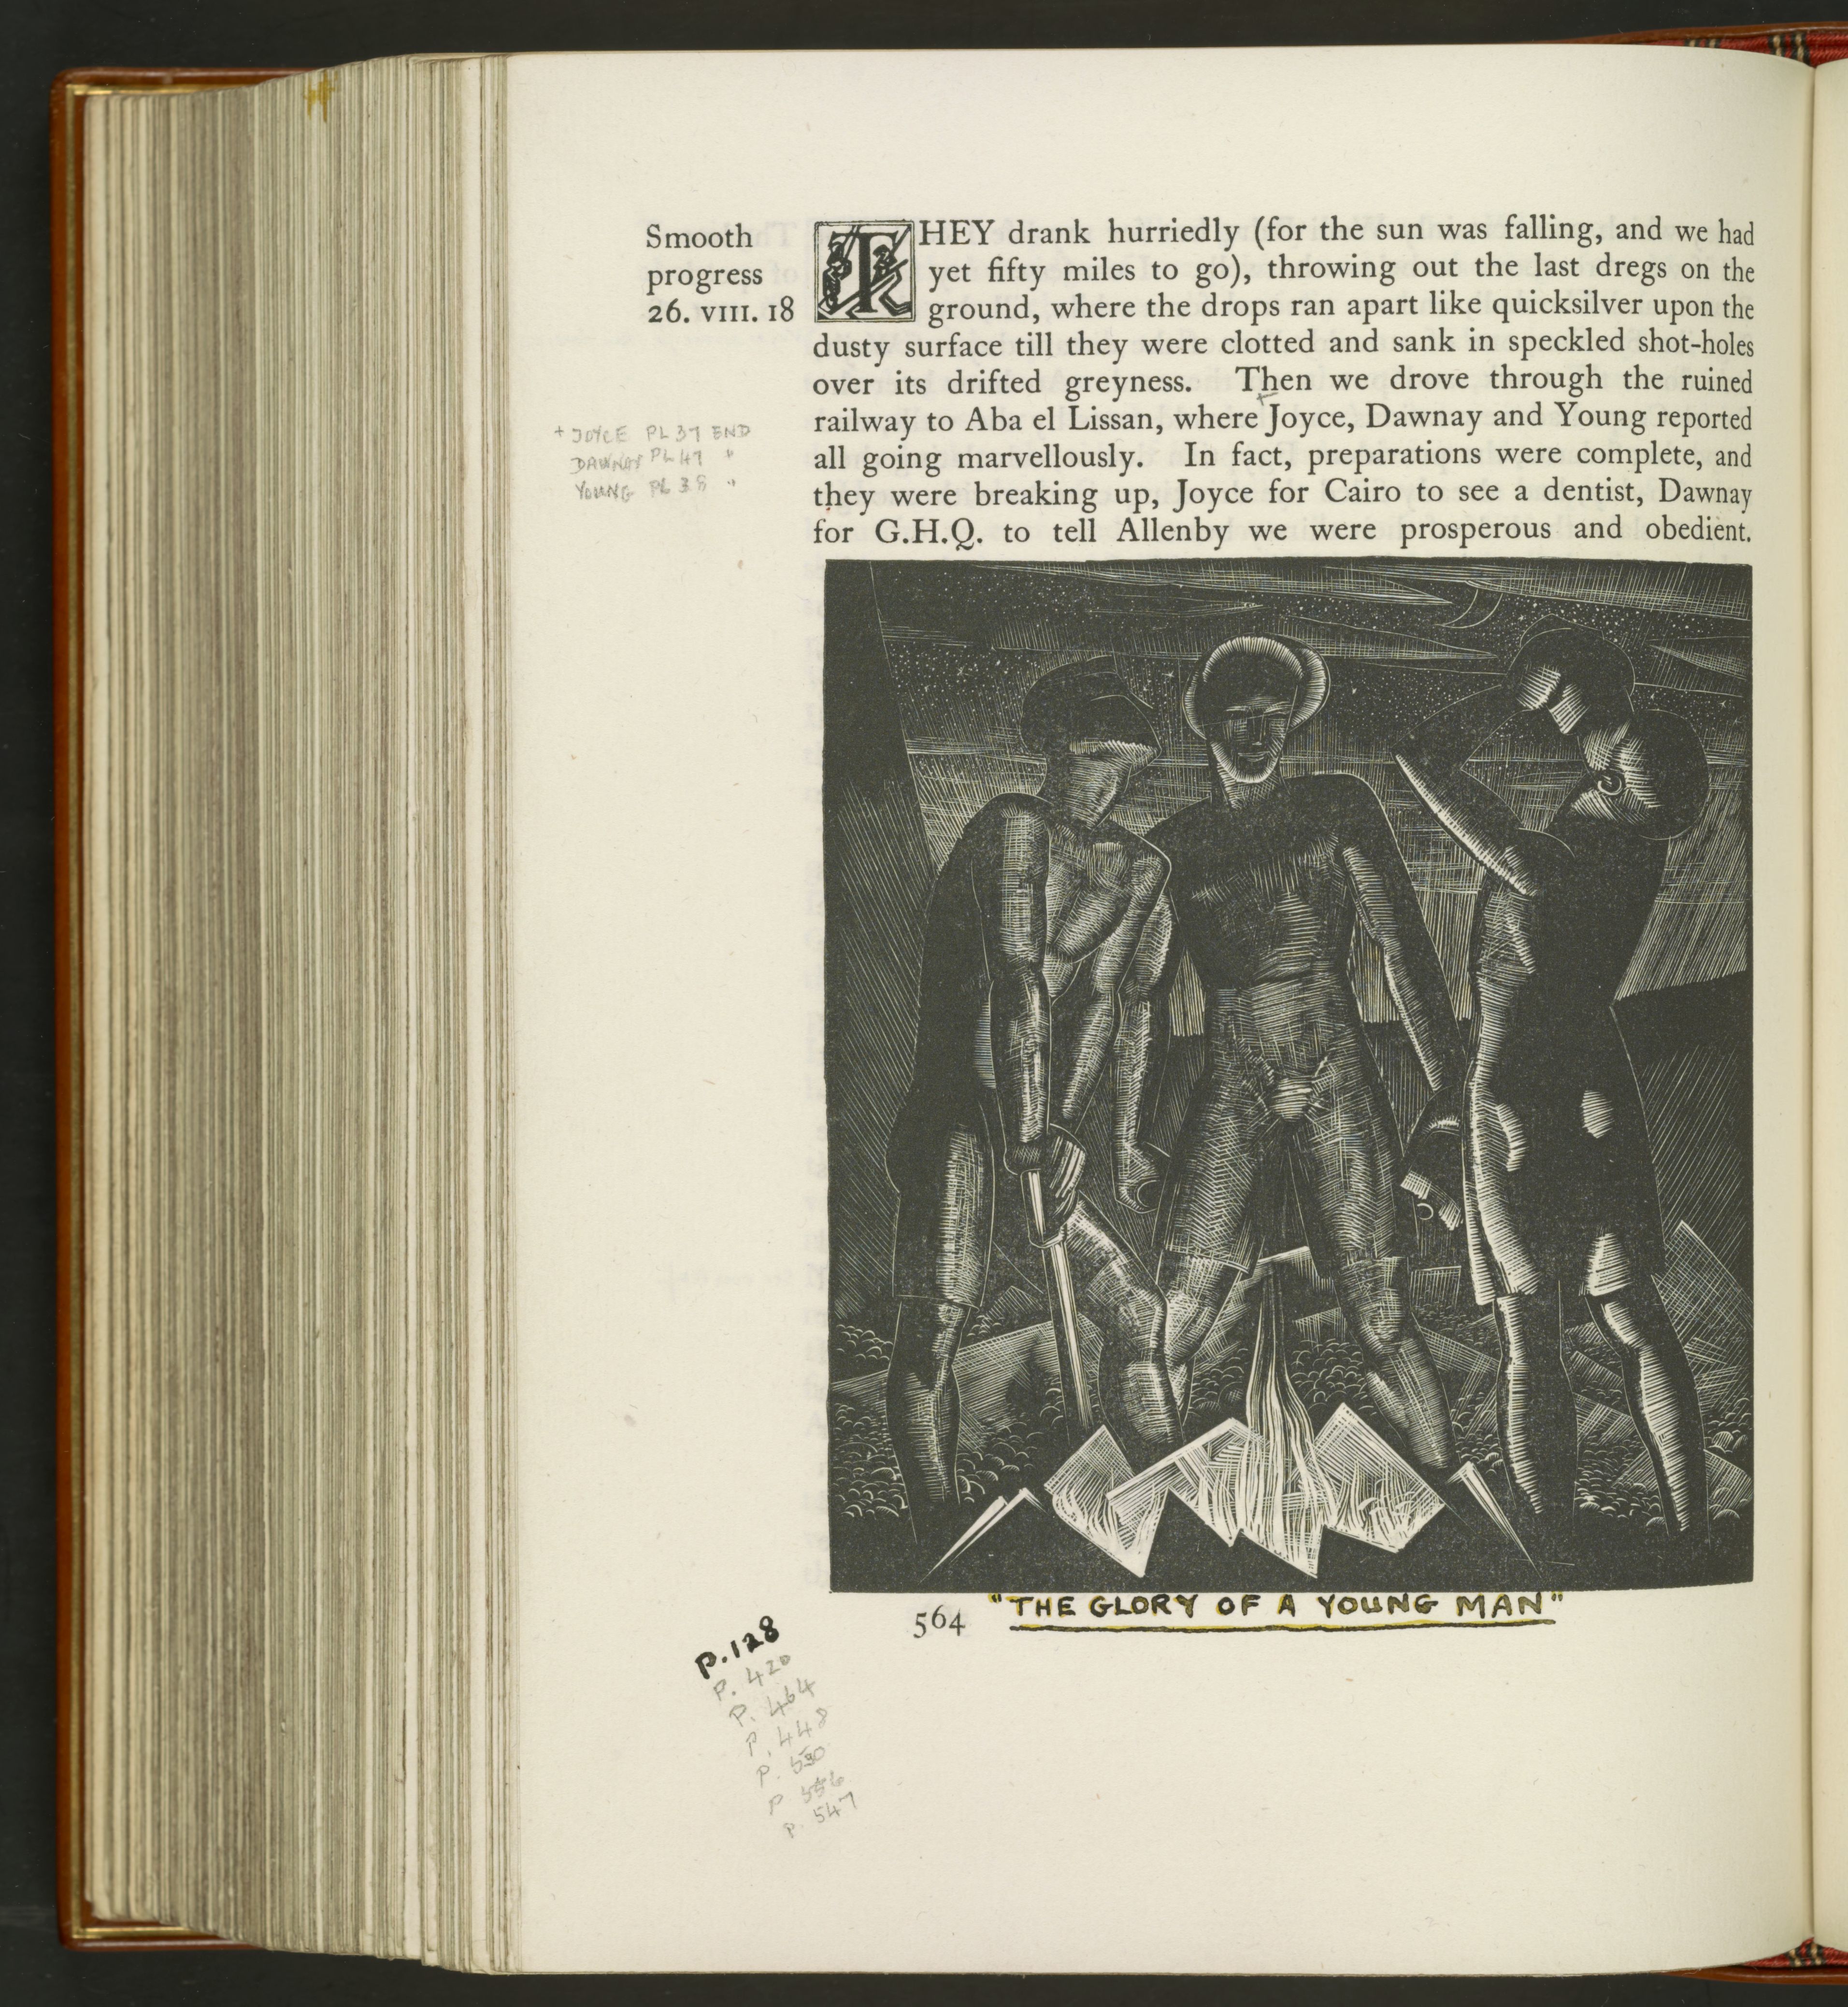 Smooth
progress
26. VIII. 18
THEY drank hurriedly (for the sun was falling, and we had
yet fifty miles to go), throwing out the last dregs on the
ground, where the drops ran apart like quicksilver upon the
dusty surface till they were clotted and sank in speckled shot-holes
over its drifted greyness. Then we drove through the ruined
railway to Aba el Lissan, where + Joyce, Dawnay and Young reported
all going marvellously. In fact, preparations were complete, and
they were breaking up, Joyce for Cairo to see a dentist, Dawnay
for G.H.Q. to tell Allenby we were prosperous and obedient.
+ JOYCE PL 37 END
DAWNAY PL 47 "
YOUNG PL 38 "
564
"THE GLORY OF A YOUNG MAN"
P. 128
P. 420
P. 464
P. 448
P. 530
P 556
P. 547